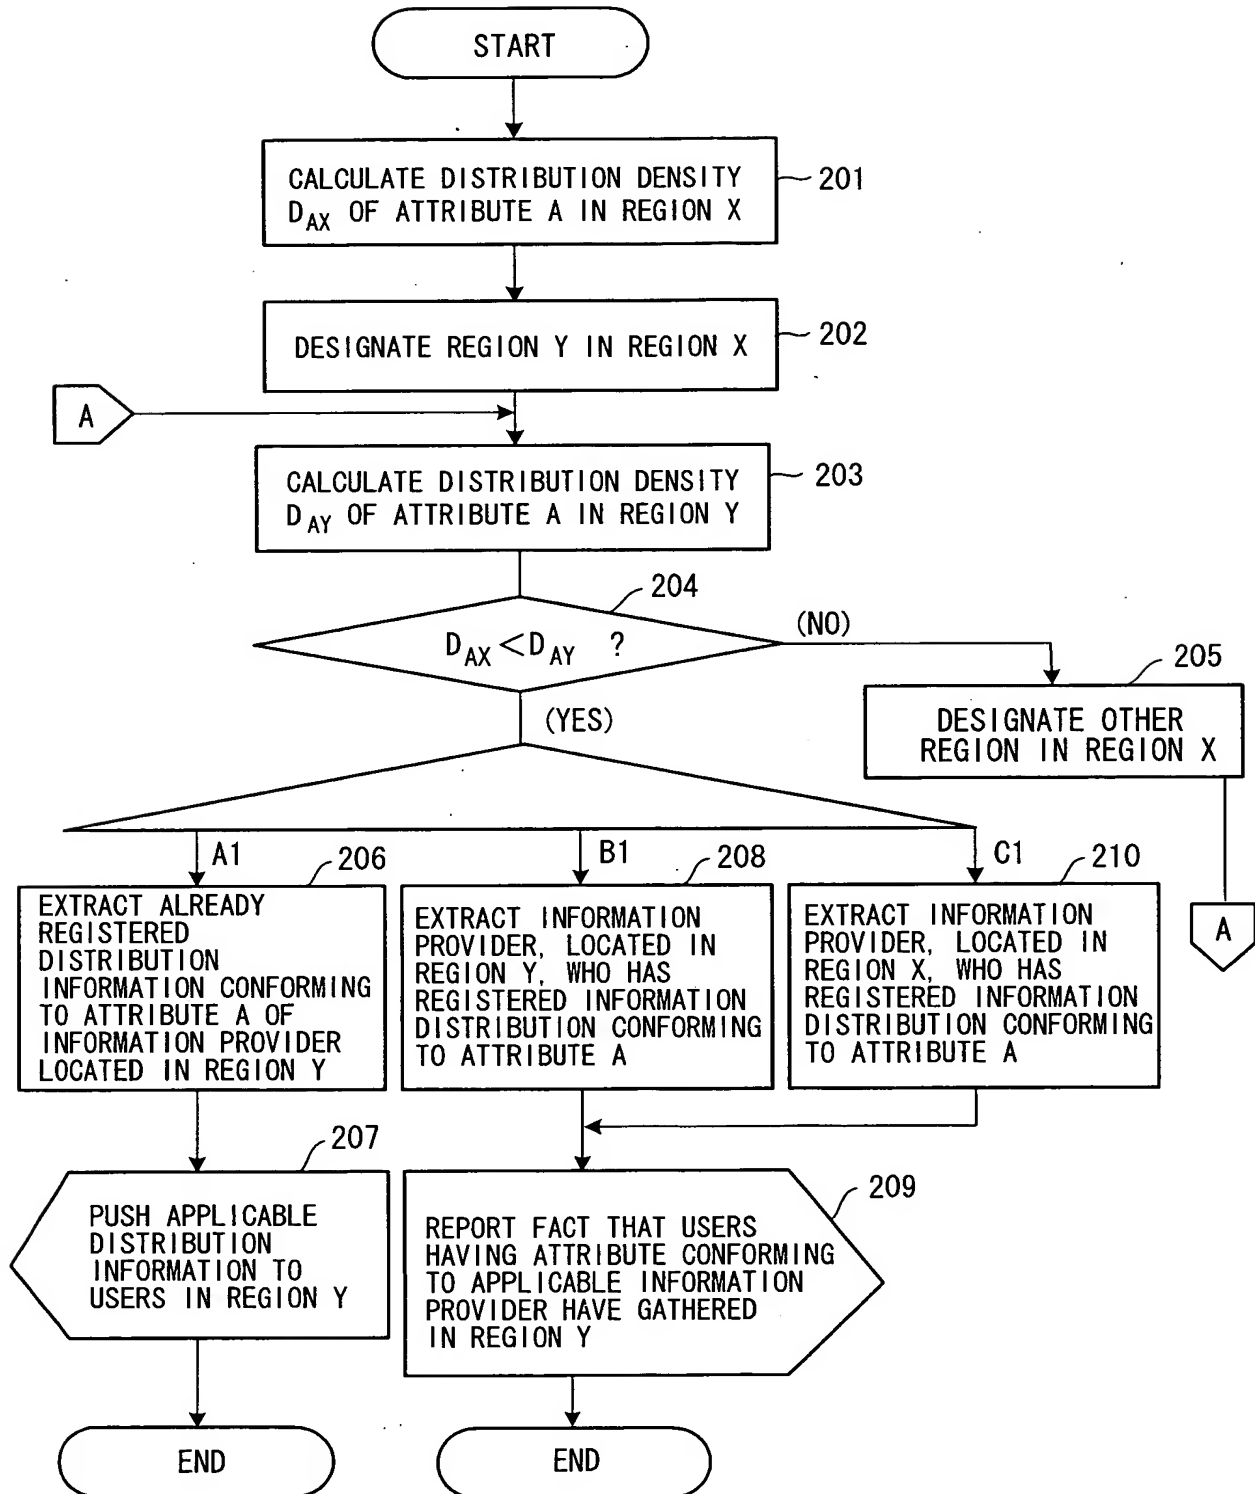 START
CALCULATE DISTRIBUTION DENSITY
D_AX OF ATTRIBUTE A IN REGION X
201
DESIGNATE REGION Y IN REGION X
202
A
CALCULATE DISTRIBUTION DENSITY
D_AY OF ATTRIBUTE A IN REGION Y
203
204
D_AX < D_AY ?
(NO)
(YES)
205
DESIGNATE OTHER
REGION IN REGION X
A
A1
206
EXTRACT ALREADY
REGISTERED
DISTRIBUTION
INFORMATION CONFORMING
TO ATTRIBUTE A OF
INFORMATION PROVIDER
LOCATED IN REGION Y
B1
208
EXTRACT INFORMATION
PROVIDER, LOCATED IN
REGION Y, WHO HAS
REGISTERED INFORMATION
DISTRIBUTION CONFORMING
TO ATTRIBUTE A
C1
210
EXTRACT INFORMATION
PROVIDER, LOCATED IN
REGION X, WHO HAS
REGISTERED INFORMATION
DISTRIBUTION CONFORMING
TO ATTRIBUTE A
207
PUSH APPLICABLE
DISTRIBUTION
INFORMATION TO
USERS IN REGION Y
209
REPORT FACT THAT USERS
HAVING ATTRIBUTE CONFORMING
TO APPLICABLE INFORMATION
PROVIDER HAVE GATHERED
IN REGION Y
END
END